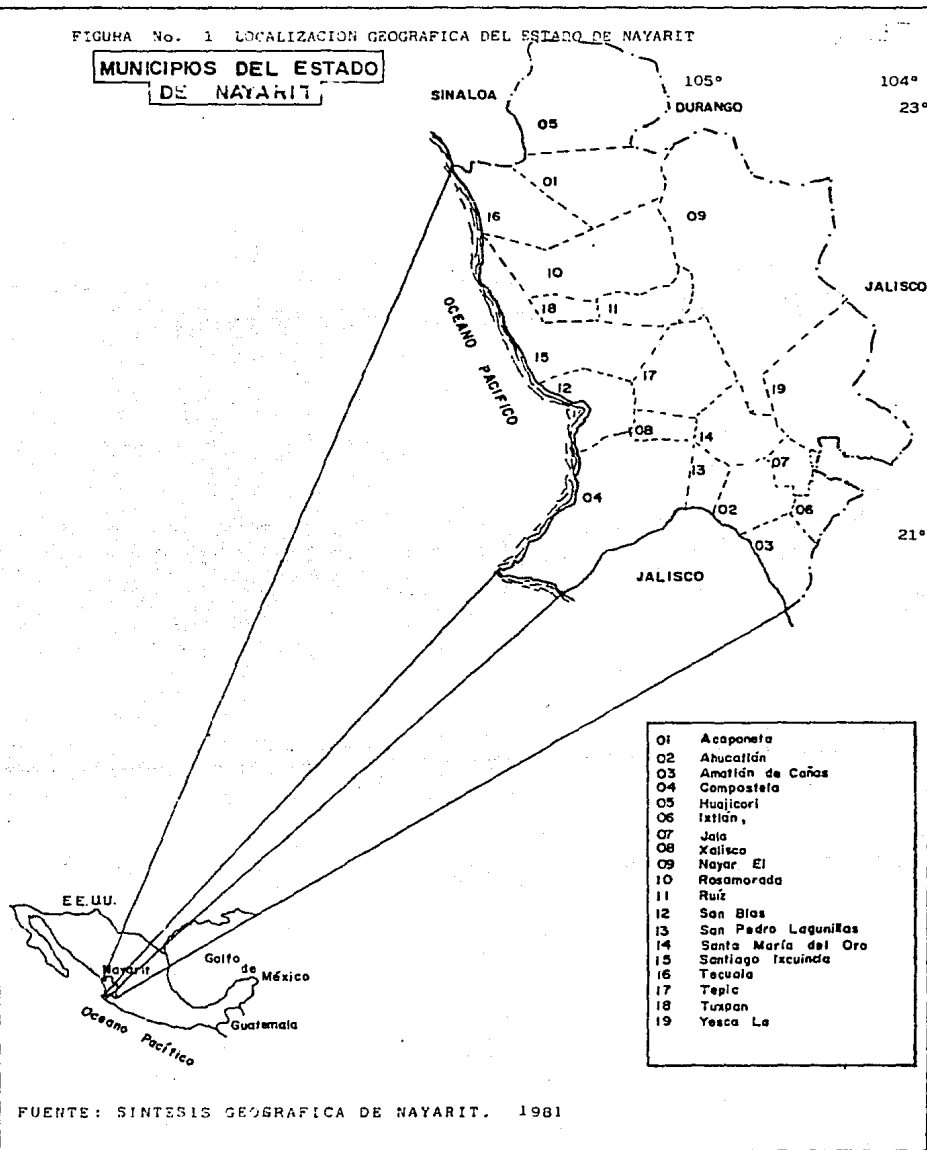 FIGURA No. 1 LOCALIZACION GEOGRAFICA DEL ESTADO DE NAYARIT
MUNICIPIOS DEL ESTADO
DE NAYARIT
SINALOA
105°
104°
DURANGO
23°
05
01
16
09
10
JALISCO
18
11
OCEANO PACIFICO
15
12
17
19
08
14
13
07
04
02
06
03
21°
JALISCO
01 Acaponeta
02 Ahucatlán
03 Amatlán de Cañas
04 Compostela
05 Huajicori
06 Ixtlán,
07 Jala
08 Xalisco
09 Nayar El
10 Rosamorada
11 Ruíz
12 San Blas
13 San Pedro Lagunillas
14 Santa María del Oro
15 Santiago Ixcuinda
16 Tecuala
17 Tepic
18 Tuxpan
19 Yesca La
EE.UU.
Nayarit
Golfo
de
México
Guatemala
Oceano Pacífico
FUENTE: SINTESIS GEOGRAFICA DE NAYARIT. 1981